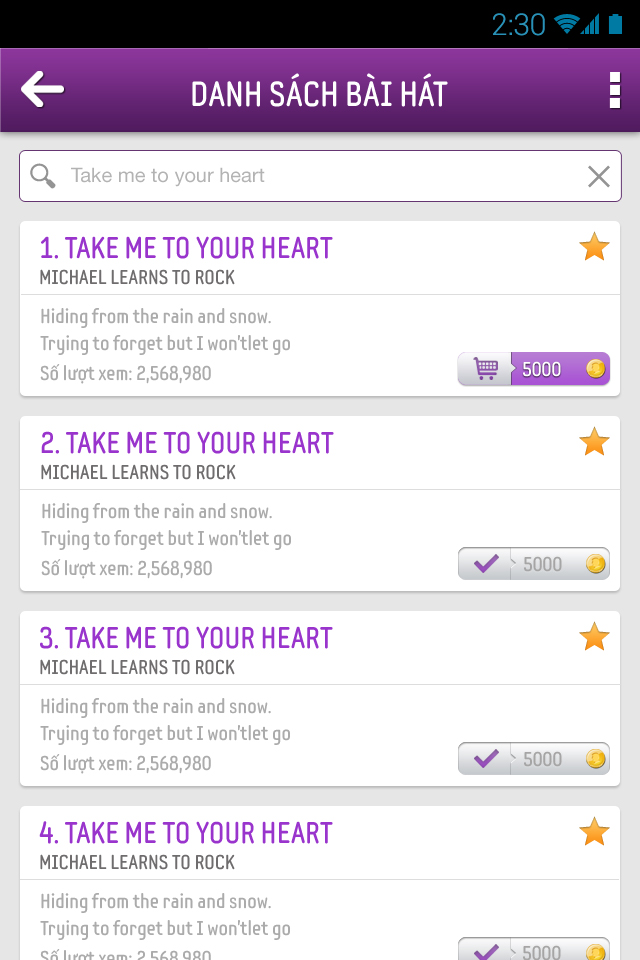 2:30
DANH SÁCH BÀI HÁT
Take me to your heart
1. TAKE ME TO YOUR HEART
MICHAEL LEARNS TO ROCK
Hiding from the rain and snow.
Trying to forget but I won'tlet go
Số lượt xem: 2,568,980
5000
2. TAKE ME TO YOUR HEART
MICHAEL LEARNS TO ROCK
Hiding from the rain and snow.
Trying to forget but I won'tlet go
Số lượt xem: 2,568,980
5000
3. TAKE ME TO YOUR HEART
MICHAEL LEARNS TO ROCK
Hiding from the rain and snow.
Trying to forget but I won'tlet go
Số lượt xem: 2,568,980
5000
4. TAKE ME TO YOUR HEART
MICHAEL LEARNS TO ROCK
Hiding from the rain and snow.
Trying to forget but I won'tlet go
Số lượt xem: 2,568,980
5000